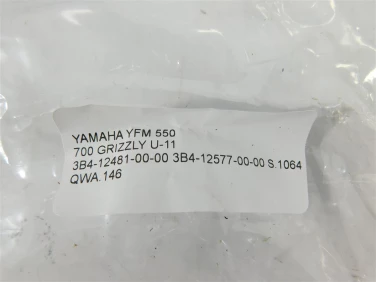 YAMAHA YFM 550
700 GRIZZLY U-11
3B4-12481-00-00 3B4-12577-00-00 S.1064
QWA.146